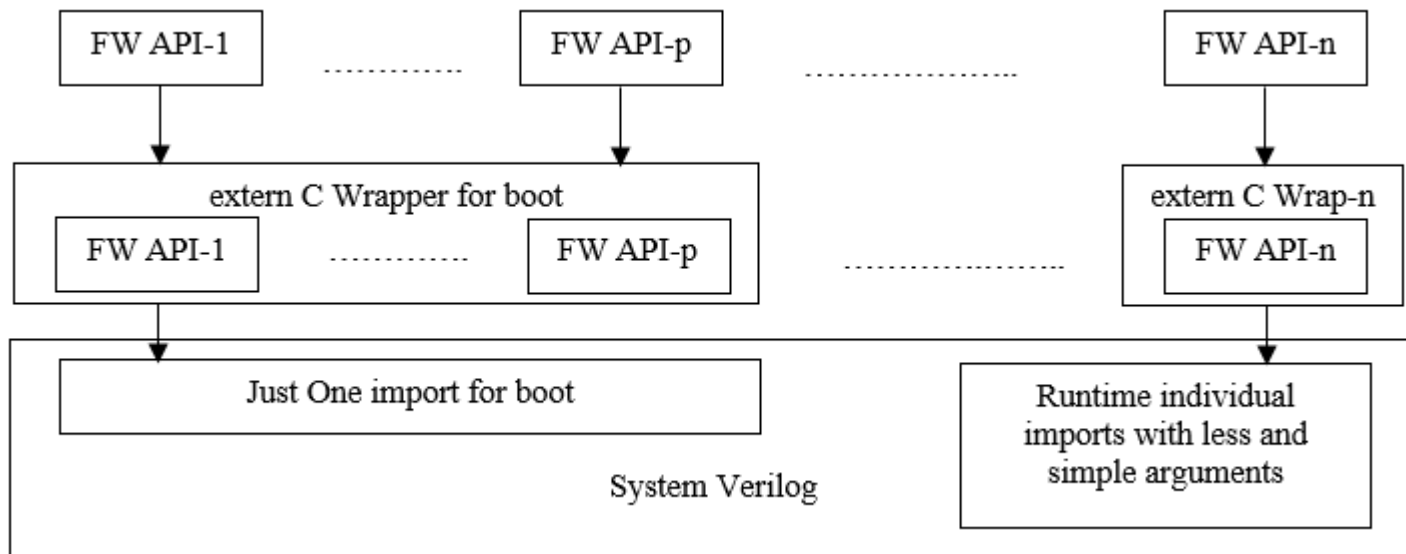 FW API-1
FW API-p
FW API-n
extern C Wrapper for boot
FW API-1
FW API-p
extern C Wrap-n
FW API-n
Just One import for boot
Runtime individual
imports with less and
simple arguments
System Verilog